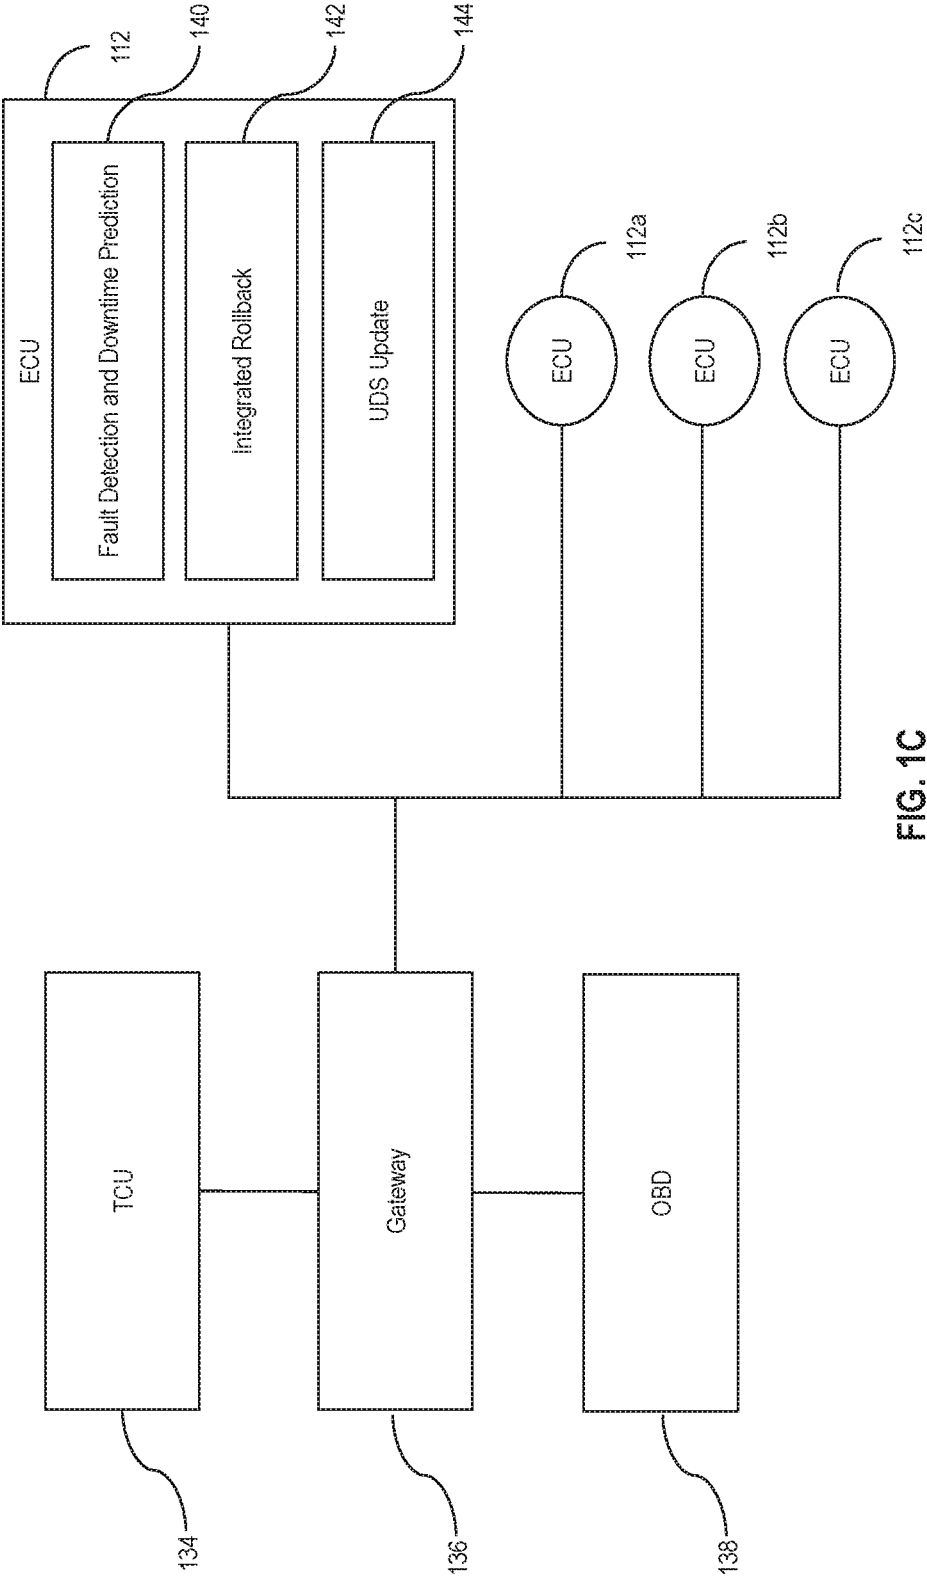 134
TCU
136
Gateway
138
OBD
112
ECU
140
Fault Detection and Downtime Prediction
142
Integrated Rollback
144
UDS Update
112a
ECU
112b
ECU
112c
ECU
FIG. 1C